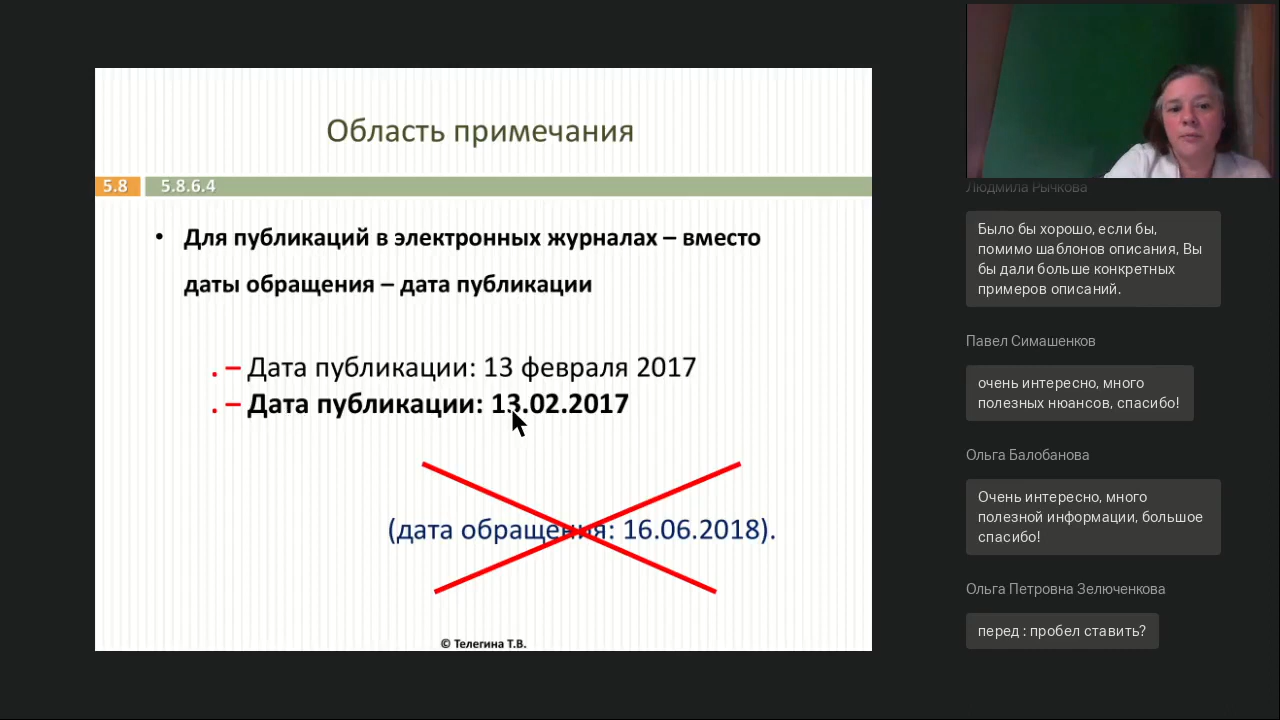 Область примечания
5.8 5.8.6.4
• Для публикаций в электронных журналах – вместо
даты обращения – дата публикации
. – Дата публикации: 13 февраля 2017
. – Дата публикации: 13.02.2017
(дата обращения: 16.06.2018).
© Телегина Т.В.
Людмила Рычкова
Было бы хорошо, если бы,
помимо шаблонов описания, Вы
бы дали больше конкретных
примеров описаний.
Павел Симашенков
очень интересно, много
полезных нюансов, спасибо!
Ольга Балобанова
Очень интересно, много
полезной информации, большое
спасибо!
Ольга Петровна Зелюченкова
перед : пробел ставить?